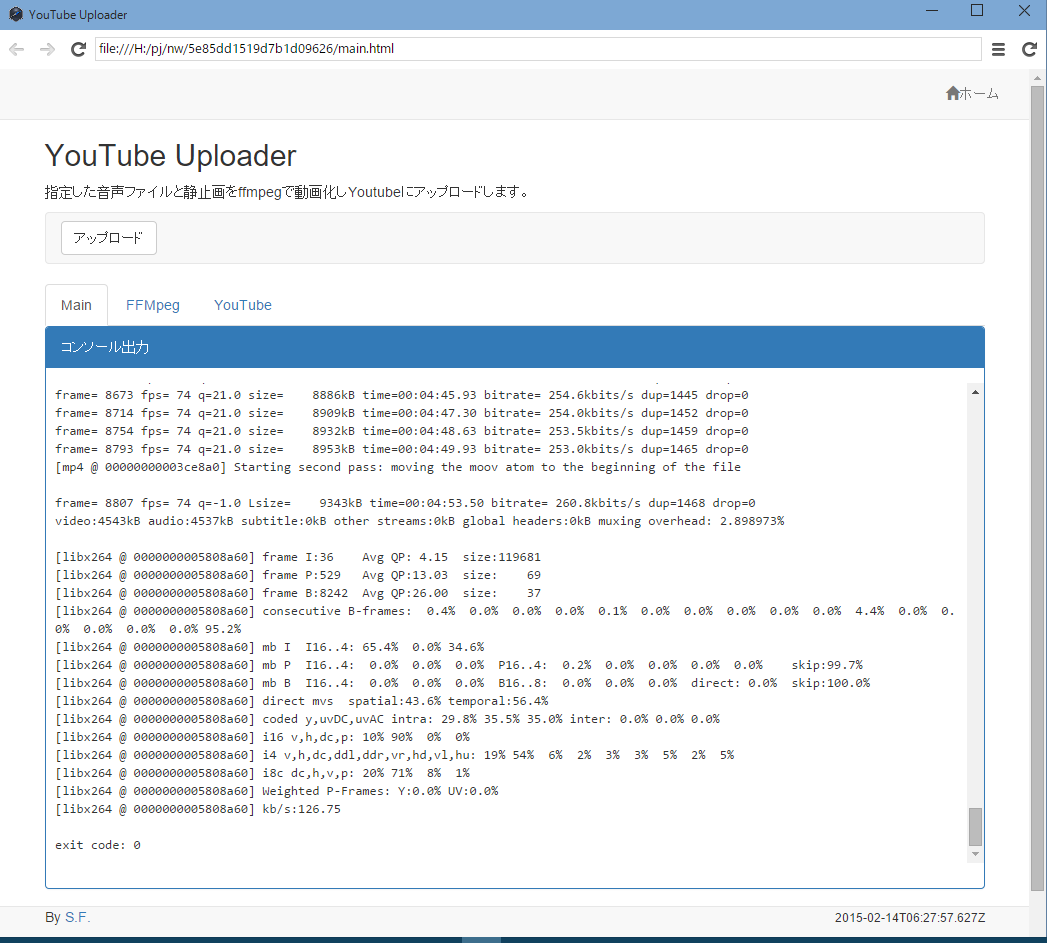 YouTube Uploader
file:///H:/pj/nw/5e85dd1519d7b1d09626/main.html
ホーム
YouTube Uploader
指定した音声ファイルと静止画をffmpegで動画化しYoutubeにアップロードします。
アップロード
Main FFMpeg YouTube
コンソール出力
frame= 8673 fps= 74 q=21.0 size=    8886kB time=00:04:45.93 bitrate= 254.6kbits/s dup=1445 drop=0
frame= 8714 fps= 74 q=21.0 size=    8909kB time=00:04:47.30 bitrate= 254.0kbits/s dup=1452 drop=0
frame= 8754 fps= 74 q=21.0 size=    8932kB time=00:04:48.63 bitrate= 253.5kbits/s dup=1459 drop=0
frame= 8793 fps= 74 q=21.0 size=    8953kB time=00:04:49.93 bitrate= 253.0kbits/s dup=1465 drop=0
[mp4 @ 00000000003ce8a0] Starting second pass: moving the moov atom to the beginning of the file
frame= 8807 fps= 74 q=-1.0 Lsize=    9343kB time=00:04:53.50 bitrate= 260.8kbits/s dup=1468 drop=0
video:4543kB audio:4537kB subtitle:0kB other streams:0kB global headers:0kB muxing overhead: 2.898973%
[libx264 @ 0000000005808a60] frame I:36    Avg QP: 4.15  size:119681
[libx264 @ 0000000005808a60] frame P:529   Avg QP:13.03  size:    69
[libx264 @ 0000000005808a60] frame B:8242  Avg QP:26.00  size:    37
[libx264 @ 0000000005808a60] consecutive B-frames:  0.4%  0.0%  0.0%  0.0%  0.1%  0.0%  0.0%  0.0%  0.0%  0.0%  4.4%  0.0%  0.
0%  0.0%  0.0%  0.0% 95.2%
[libx264 @ 0000000005808a60] mb I  I16..4: 65.4%  0.0% 34.6%
[libx264 @ 0000000005808a60] mb P  I16..4:  0.0%  0.0%  0.0%  P16..4:  0.2%  0.0%  0.0%  0.0%  0.0%    skip:99.7%
[libx264 @ 0000000005808a60] mb B  I16..4:  0.0%  0.0%  0.0%  B16..8:  0.0%  0.0%  0.0%  direct: 0.0%  skip:100.0%
[libx264 @ 0000000005808a60] direct mvs  spatial:43.6% temporal:56.4%
[libx264 @ 0000000005808a60] coded y,uvDC,uvAC intra: 29.8% 35.5% 35.0% inter: 0.0% 0.0% 0.0%
[libx264 @ 0000000005808a60] i16 v,h,dc,p: 10% 90%  0%  0%
[libx264 @ 0000000005808a60] i4 v,h,dc,ddl,ddr,vr,hd,vl,hu: 19% 54%  6%  2%  3%  3%  5%  2%  5%
[libx264 @ 0000000005808a60] i8c dc,h,v,p: 20% 71%  8%  1%
[libx264 @ 0000000005808a60] Weighted P-Frames: Y:0.0% UV:0.0%
[libx264 @ 0000000005808a60] kb/s:126.75
exit code: 0
By S.F. 2015-02-14T06:27:57.627Z